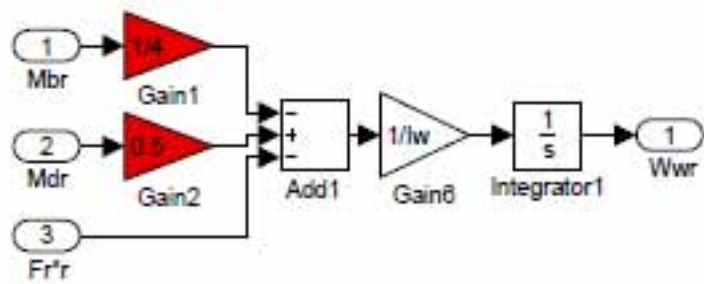 1
Mbr
1/4
Gain1
2
Mdr
0.5
Gain2
3
Fr*r
−
+
−
Add1
1/Iw
Gain6
1
s
Integrator1
1
Wwr